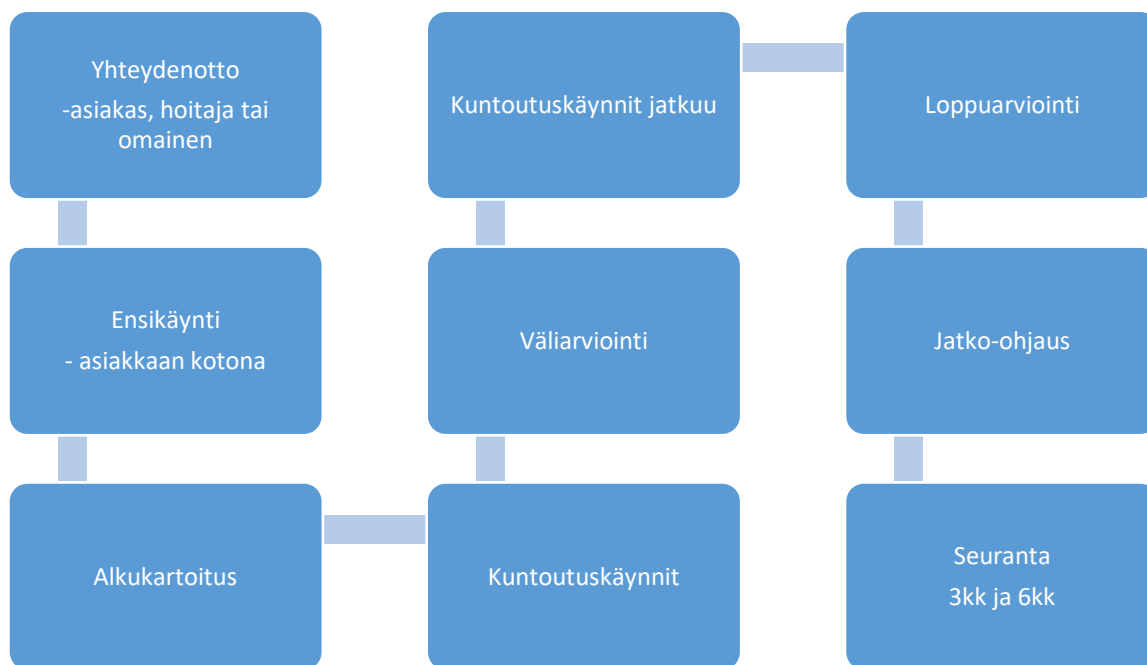 Yhteydenotto
-asiakas, hoitaja tai
omainen
Ensikäynti
- asiakkaan kotona
Alkukartoitus
Kuntoutuskäynnit
Väliarviointi
Kuntoutuskäynnit jatkuu
Loppuarviointi
Jatko-ohjaus
Seuranta
3kk ja 6kk